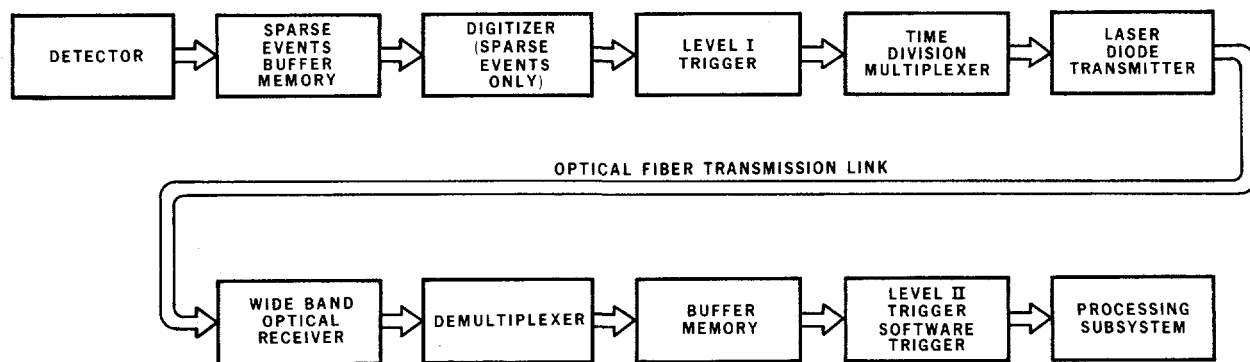 DETECTOR
SPARSE
EVENTS
BUFFER
MEMORY
DIGITIZER
(SPARSE
EVENTS
ONLY)
LEVEL I
TRIGGER
TIME
DIVISION
MULTIPLEXER
LASER
DIODE
TRANSMITTER
OPTICAL FIBER TRANSMISSION LINK
WIDE BAND
OPTICAL
RECEIVER
DEMULTIPLEXER
BUFFER
MEMORY
LEVEL II
TRIGGER
SOFTWARE
TRIGGER
PROCESSING
SUBSYSTEM